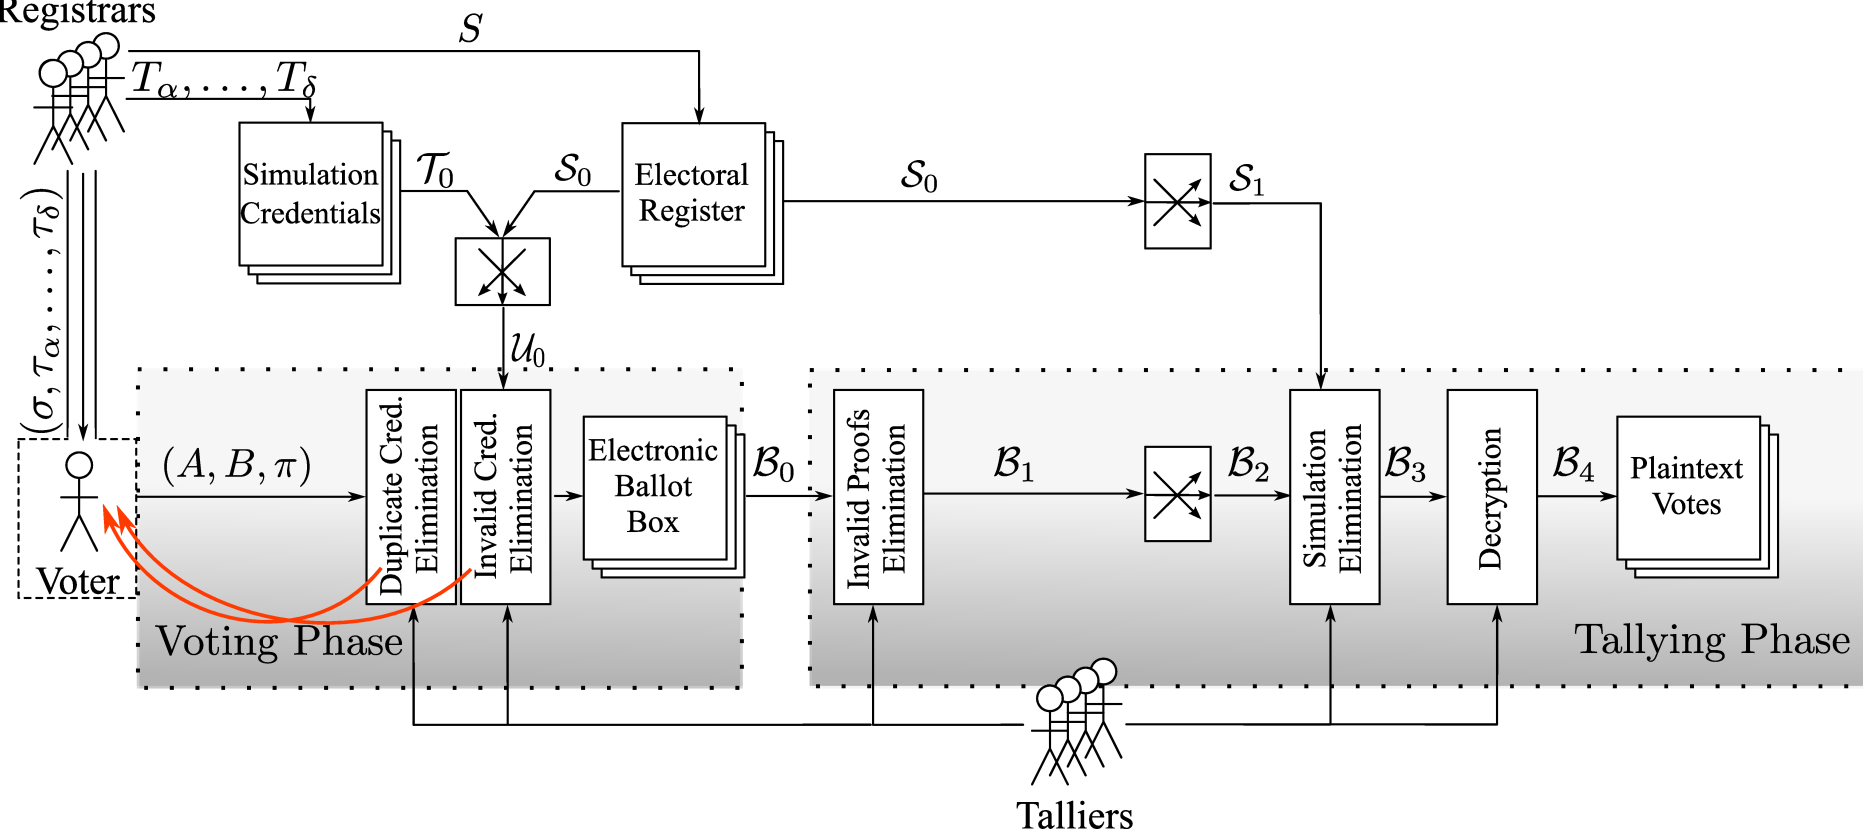 Registrars
S
T_α, . . . , T_δ
Simulation
Credentials
𝒯_0
𝒮_0
Electoral
Register
𝒮_0
𝒮_1
(σ, τ_α, . . . , τ_δ)
𝒰_0
Voter
(A, B, π)
Duplicate Cred.
Elimination
Invalid Cred.
Elimination
Electronic
Ballot
Box
ℬ_0
Invalid Proofs
Elimination
ℬ_1
ℬ_2
Simulation
Elimination
ℬ_3
Decryption
ℬ_4
Plaintext
Votes
Voting Phase
Tallying Phase
Talliers